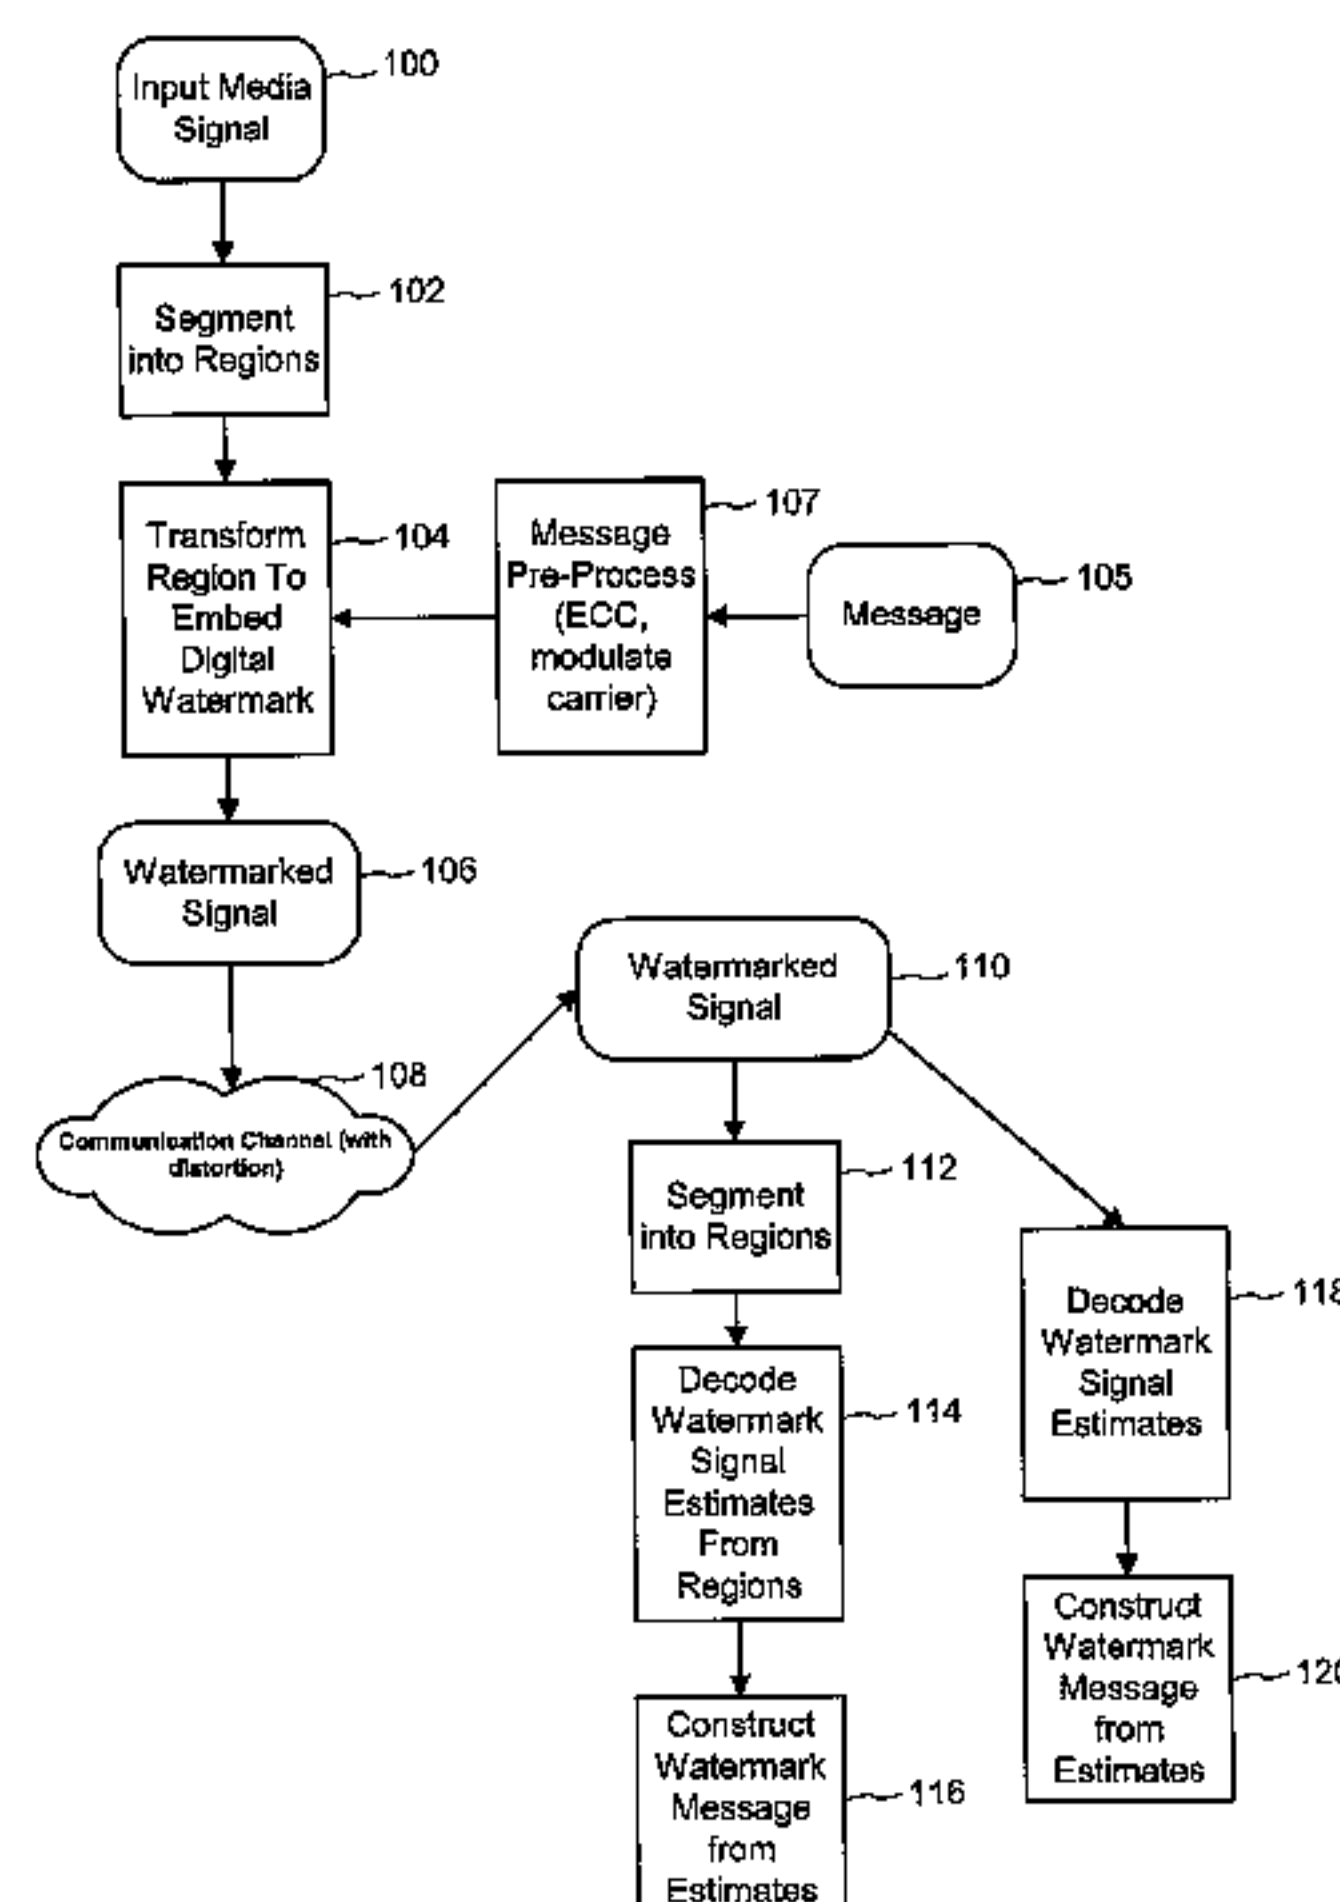 Input Media
Signal
100
Segment
into Regions
102
Transform
Region To
Embed
Digital
Watermark
104
Message
Pre-Process
(ECC,
modulate
carrier)
107
Message
105
Watermarked
Signal
106
Watermarked
Signal
110
Communication Channel (with
distortion)
108
Segment
into Regions
112
Decode
Watermark
Signal
Estimates
From
Regions
114
Decode
Watermark
Signal
Estimates
118
Construct
Watermark
Message
from
Estimates
116
Construct
Watermark
Message
from
Estimates
120